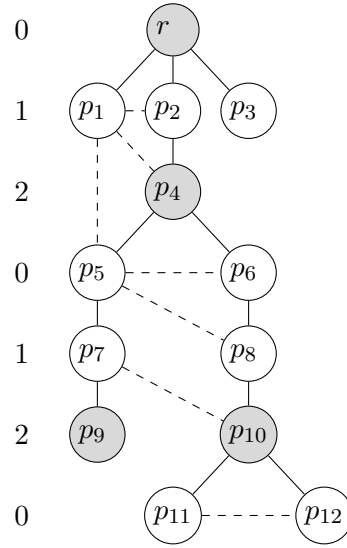 0 r
1 p₁ p₂ p₃
2 p₄
0 p₅ p₆
1 p₇ p₈
2 p₉ p₁₀
0 p₁₁ p₁₂